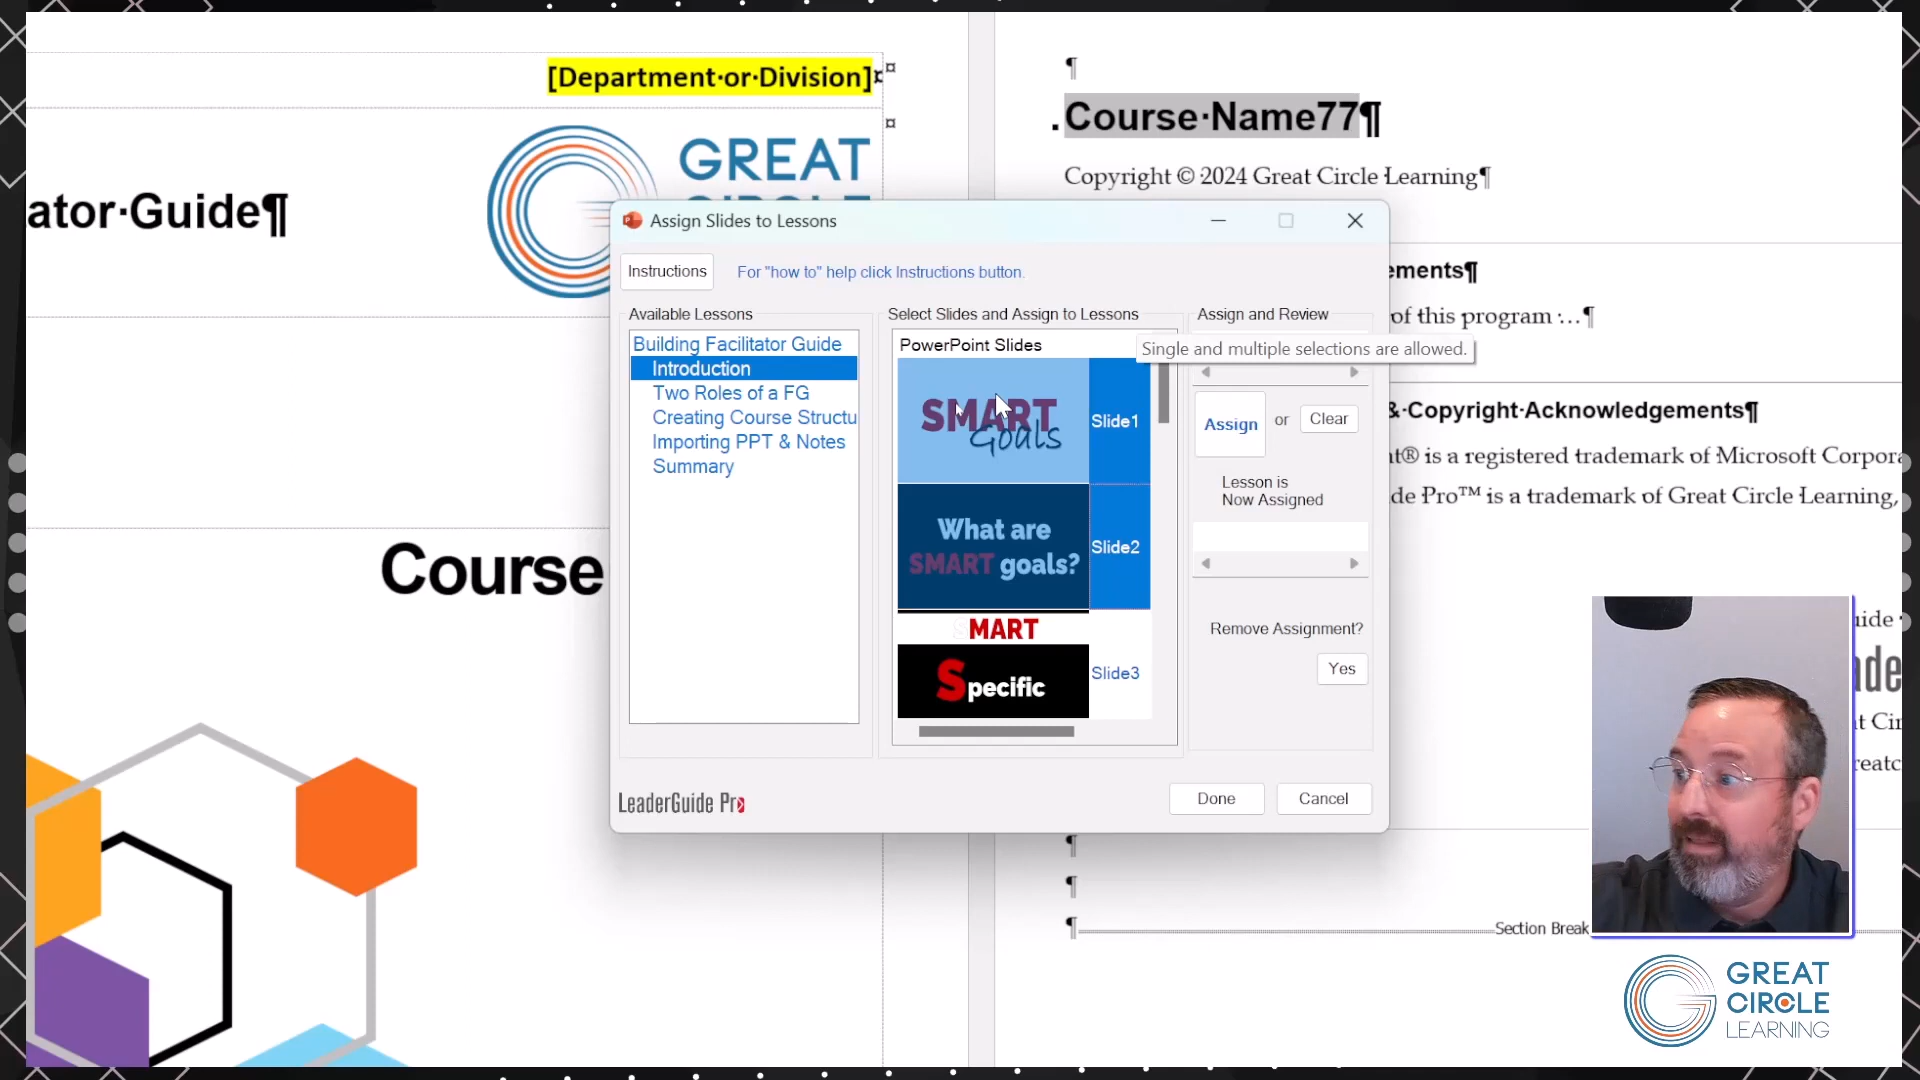 [Department·or·Division]
ator·Guide¶
GREAT
Course
¶
Course·Name77¶
Copyright © 2024 Great Circle Learning¶
ements¶
of this program …¶
& Copyright·Acknowledgements¶
t® is a registered trademark of Microsoft Corpora
de Pro™ is a trademark of Great Circle Learning,
uide
ade
t Cir
reatc
¶
¶
¶
Section Break
Assign Slides to Lessons
Instructions
For "how to" help click Instructions button.
Available Lessons
Building Facilitator Guide
Introduction
Two Roles of a FG
Creating Course Structu
Importing PPT & Notes
Summary
Select Slides and Assign to Lessons
PowerPoint Slides
SMART
Goals
Slide1
What are
SMART goals?
Slide2
SMART
Specific
Slide3
Assign and Review
Single and multiple selections are allowed.
Assign or Clear
Lesson is
Now Assigned
Remove Assignment?
Yes
LeaderGuide Pro
Done
Cancel
GREAT
CIRCLE
LEARNING